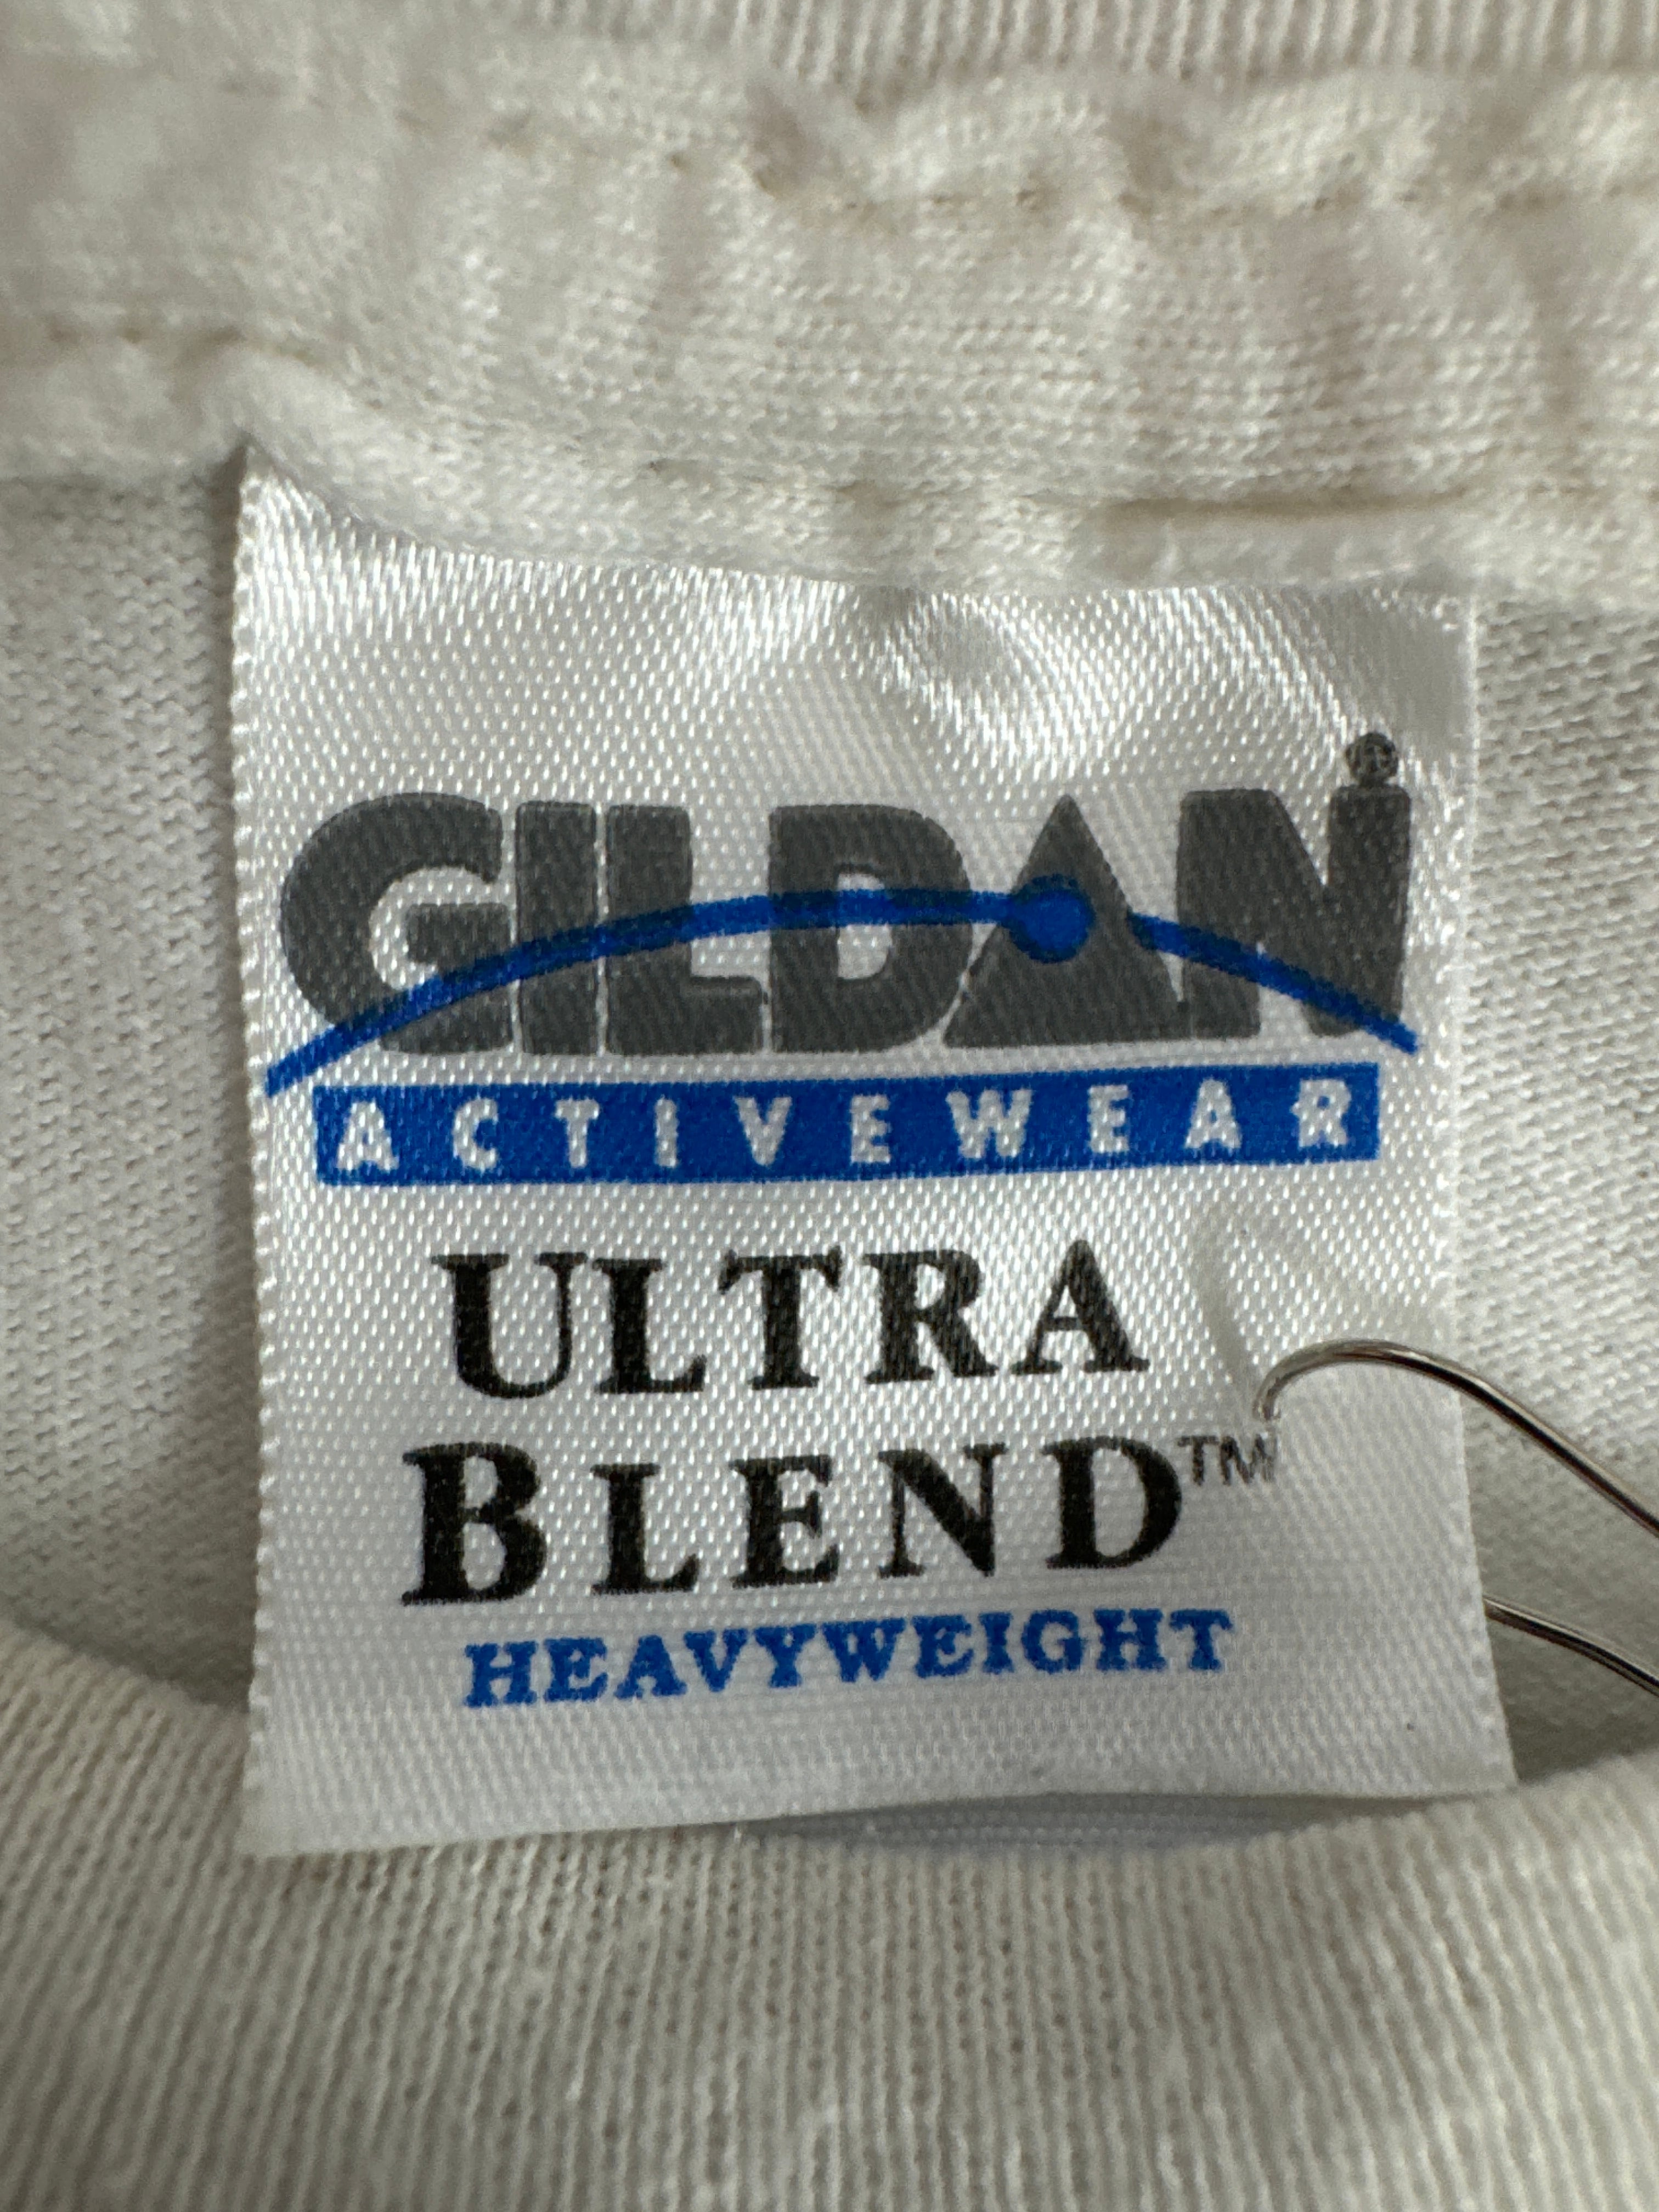 GILDAN®
ACTIVEWEAR
ULTRA
BLEND™
HEAVYWEIGHT